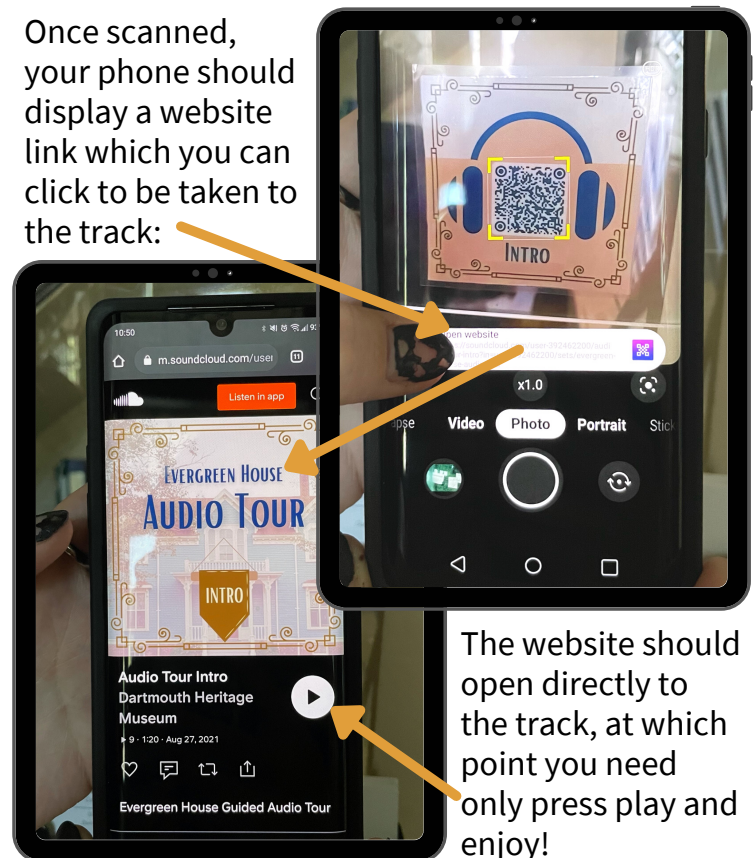 Once scanned,
your phone should
display a website
link which you can
click to be taken to
the track:
INTRO
open website
x1.0
Video Photo Portrait Stick
10:50
m.soundcloud.com/user
11
Listen in app
EVERGREEN HOUSE
AUDIO TOUR
INTRO
Audio Tour Intro
Dartmouth Heritage
Museum
9 · 1:20 · Aug 27, 2021
Evergreen House Guided Audio Tour
The website should
open directly to
the track, at which
point you need
only press play and
enjoy!